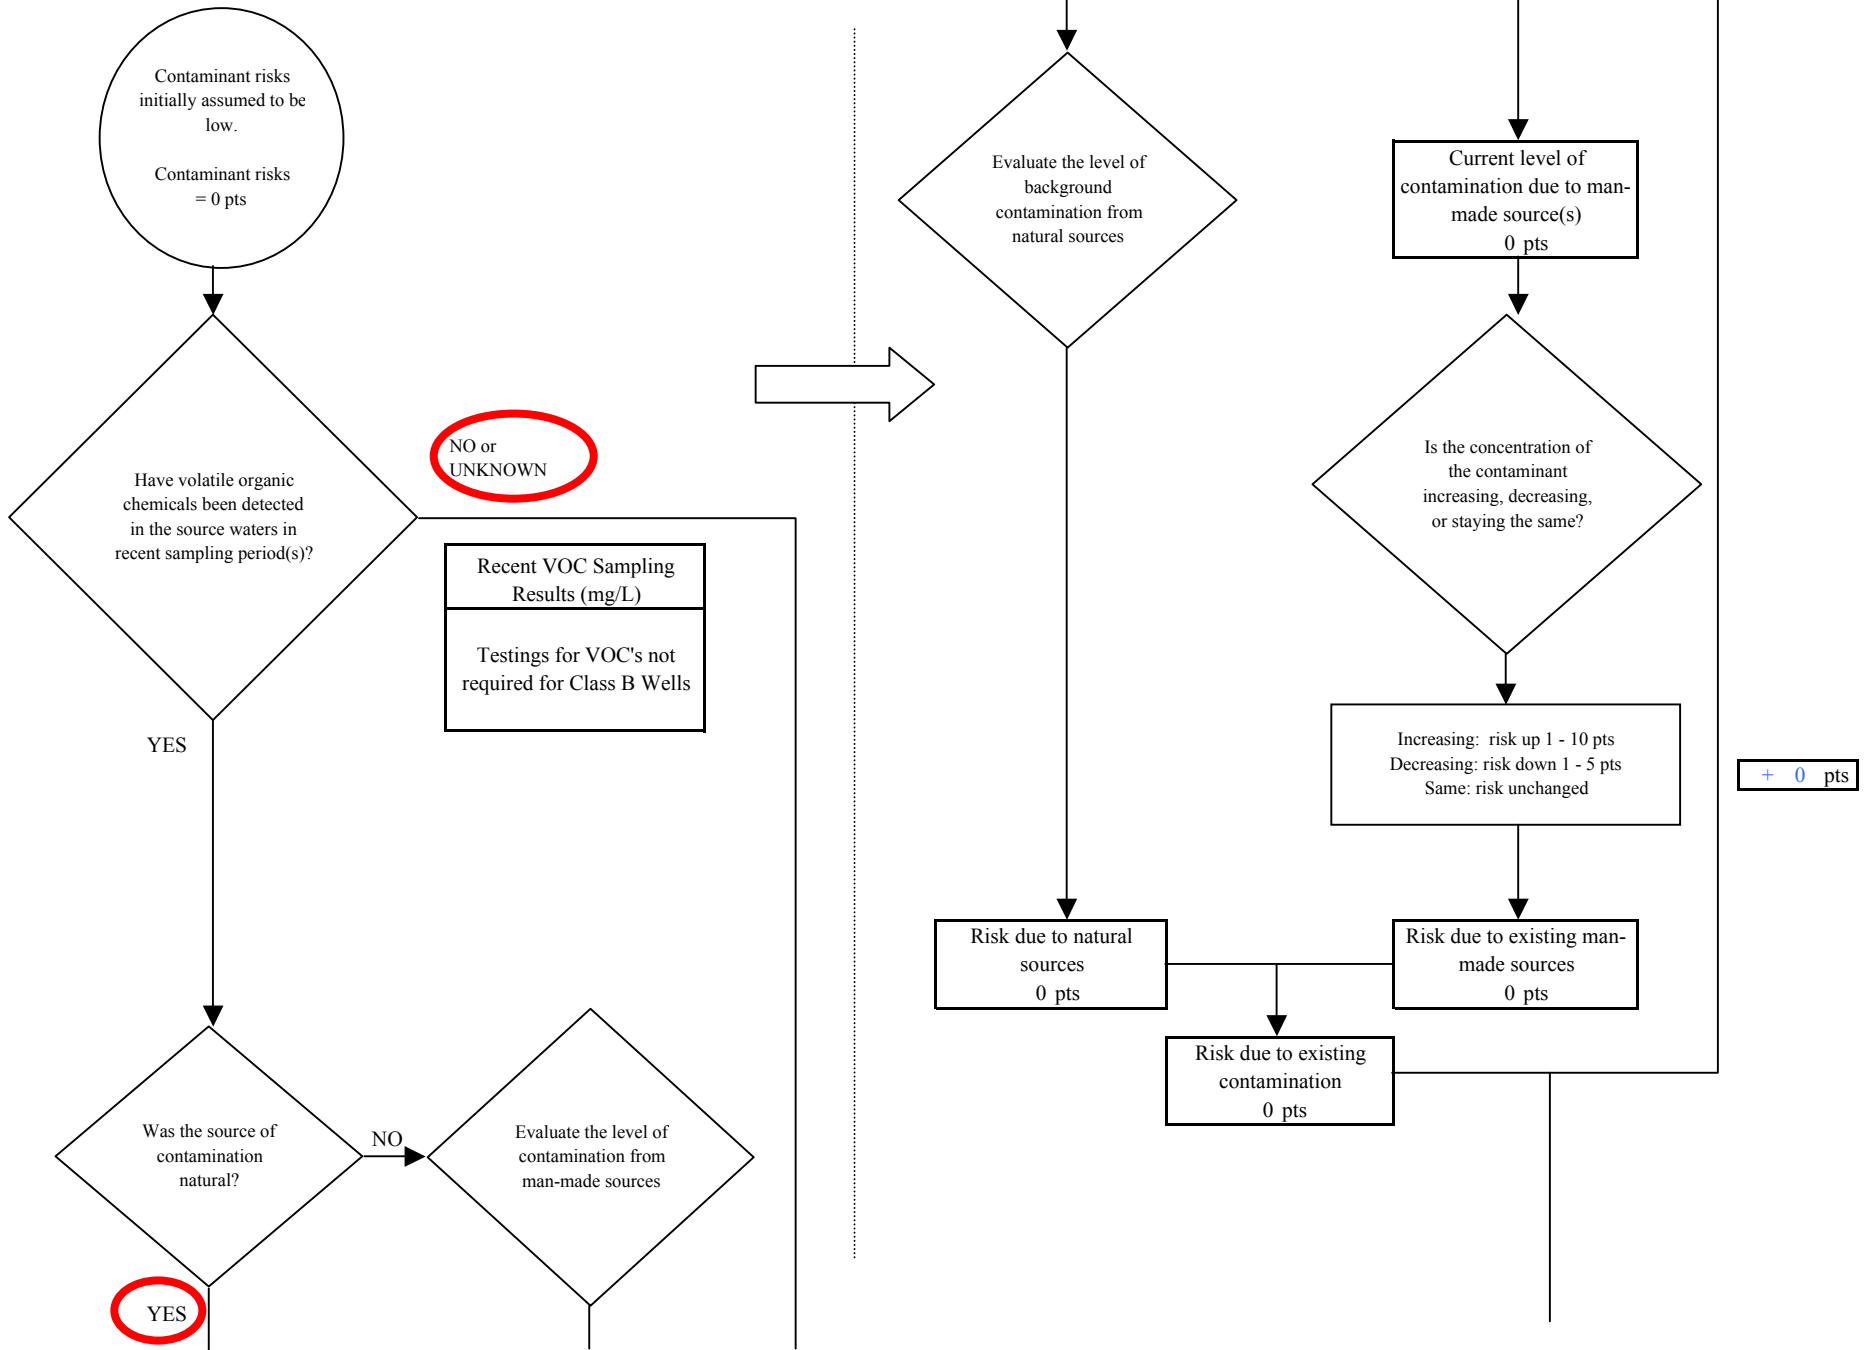 Contaminant risks
initially assumed to be
low.
Contaminant risks
= 0 pts
Have volatile organic
chemicals been detected
in the source waters in
recent sampling period(s)?
NO or
UNKNOWN
Recent VOC Sampling
Results (mg/L)
Testings for VOC's not
required for Class B Wells
YES
Was the source of
contamination
natural?
NO
Evaluate the level of
contamination from
man-made sources
YES
Evaluate the level of
background
contamination from
natural sources
Current level of
contamination due to man-
made source(s)
0 pts
Is the concentration of
the contaminant
increasing, decreasing,
or staying the same?
Increasing: risk up 1 - 10 pts
Decreasing: risk down 1 - 5 pts
Same: risk unchanged
+ 0 pts
Risk due to natural
sources
0 pts
Risk due to existing man-
made sources
0 pts
Risk due to existing
contamination
0 pts